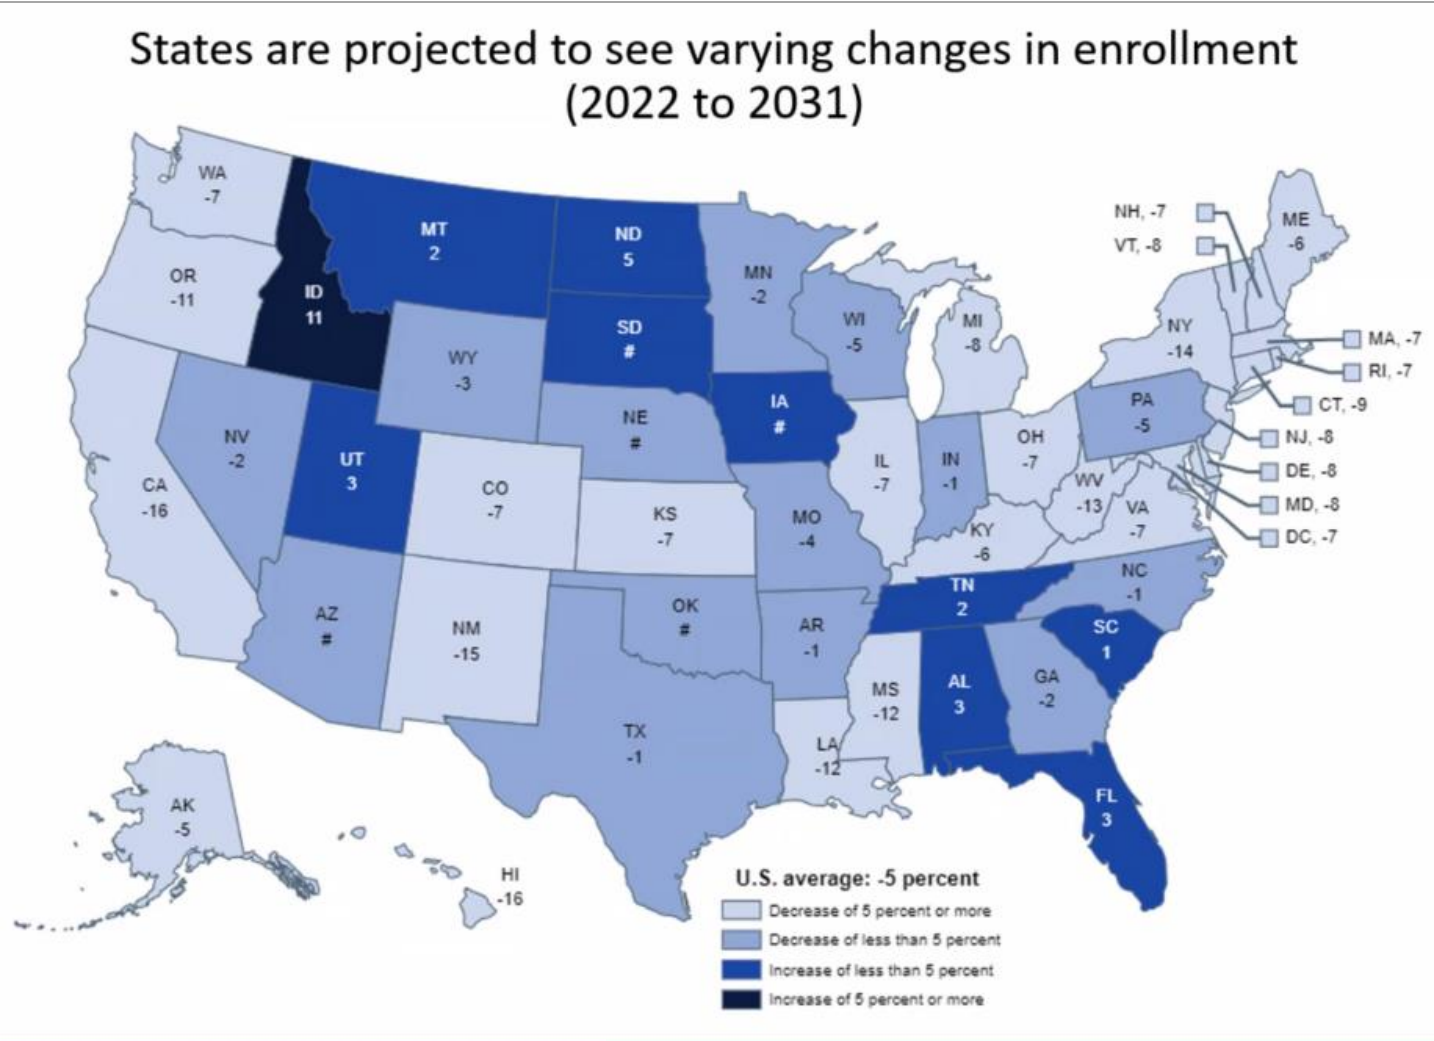 States are projected to see varying changes in enrollment
(2022 to 2031)
WA
-7
OR
-11
CA
-16
NV
-2
ID
11
MT
2
WY
-3
UT
3
AZ
#
CO
-7
NM
-15
ND
5
SD
#
NE
#
KS
-7
OK
#
TX
-1
MN
-2
IA
#
MO
-4
AR
-1
LA
-12
WI
-5
IL
-7
MI
-8
IN
-1
OH
-7
KY
-6
TN
2
MS
-12
AL
3
GA
-2
FL
3
SC
1
NC
-1
VA
-7
WV
-13
PA
-5
NY
-14
ME
-6
NH, -7
VT, -8
MA, -7
RI, -7
CT, -9
NJ, -8
DE, -8
MD, -8
DC, -7
AK
-5
HI
-16
U.S. average: -5 percent
Decrease of 5 percent or more
Decrease of less than 5 percent
Increase of less than 5 percent
Increase of 5 percent or more